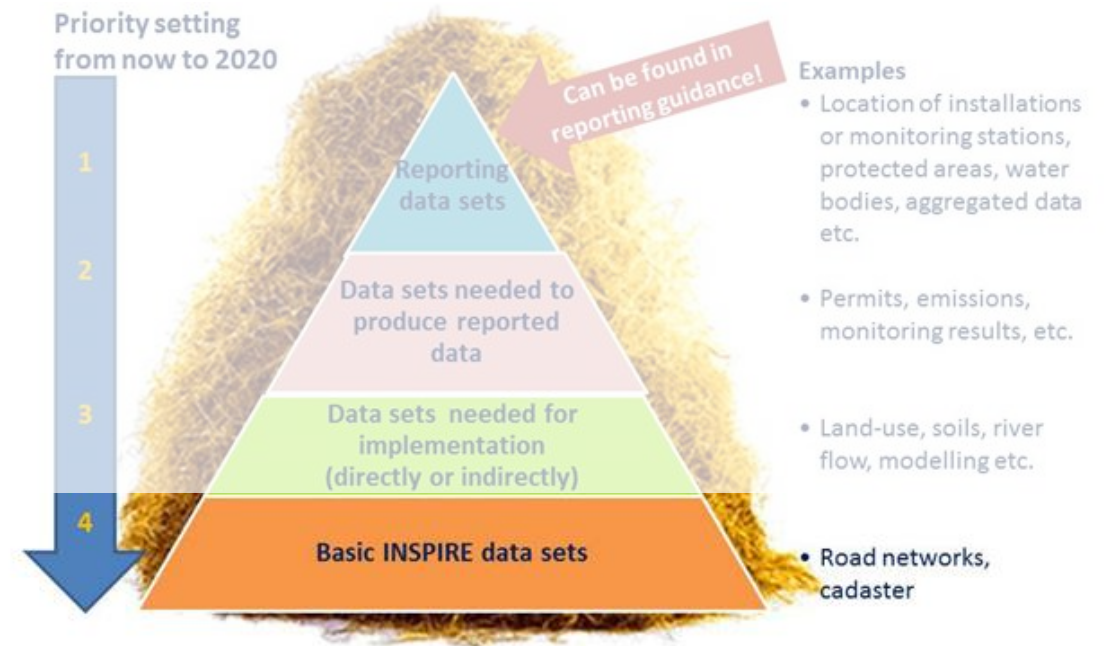 Priority setting
from now to 2020
1
2
3
4
Can be found in
reporting guidance!
Reporting
data sets
Data sets needed to
produce reported
data
Data sets  needed for
implementation
(directly or indirectly)
Basic INSPIRE data sets
Examples
• Location of installations
or monitoring stations,
protected areas, water
bodies, aggregated data
etc.
• Permits, emissions,
monitoring results, etc.
• Land-use, soils, river
flow, modelling etc.
• Road networks,
cadaster